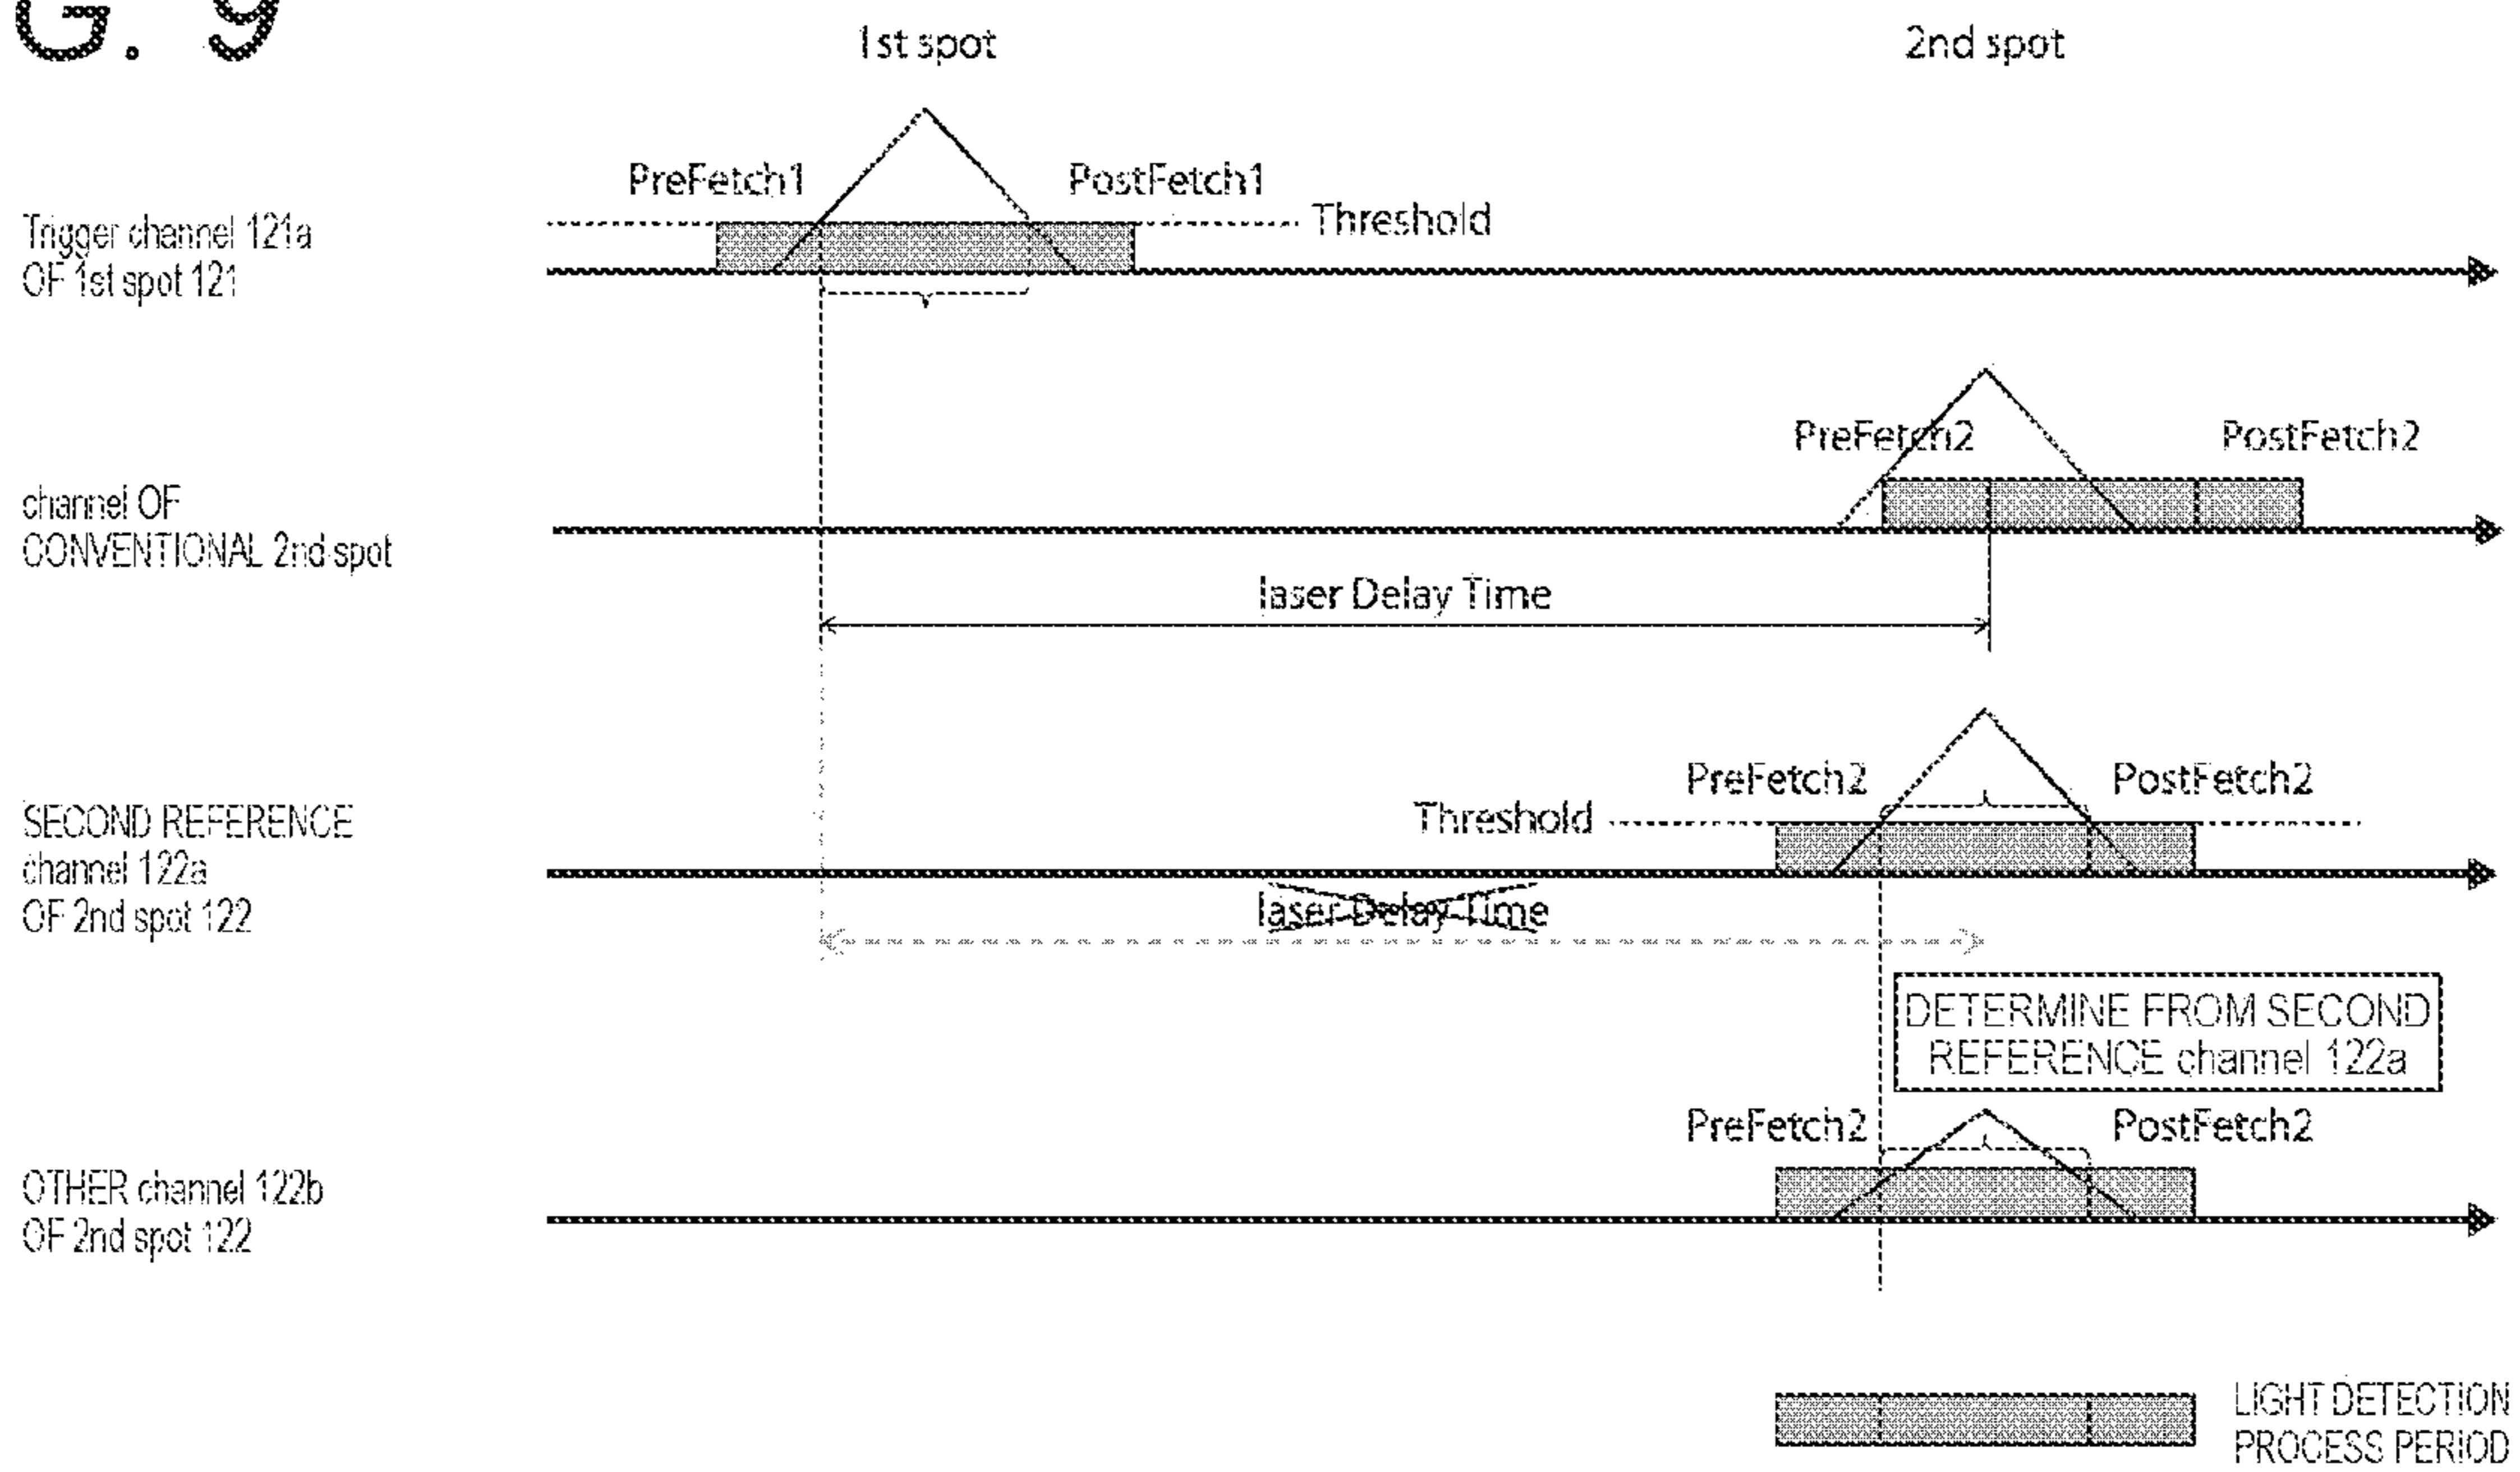 G. 9
1st spot
2nd spot
PreFetch1
PostFetch1
Threshold
Trigger channel 121a
OF 1st spot 121
PreFetch2
PostFetch2
channel OF
CONVENTIONAL 2nd spot
laser Delay Time
PreFetch2
PostFetch2
Threshold
SECOND REFERENCE
channel 122a
OF 2nd spot 122
laser Delay Time
DETERMINE FROM SECOND
REFERENCE channel 122a
PreFetch2
PostFetch2
OTHER channel 122b
OF 2nd spot 122
LIGHT DETECTION
PROCESS PERIOD